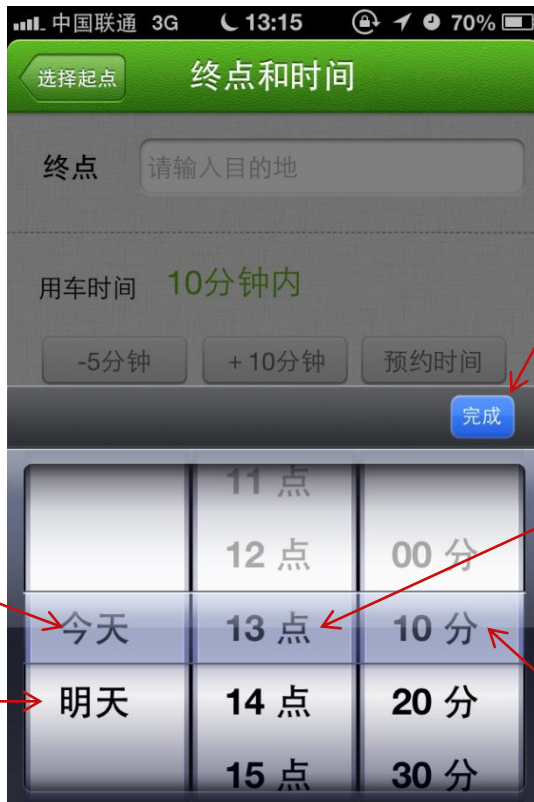 中国联通 3G 13:15 70%
选择起点 终点和时间
终点 请输入目的地
用车时间 10分钟内
-5分钟 +10分钟 预约时间
完成
11 点
12 点 00 分
今天 13 点 10 分
明天 14 点 20 分
15 点 30 分